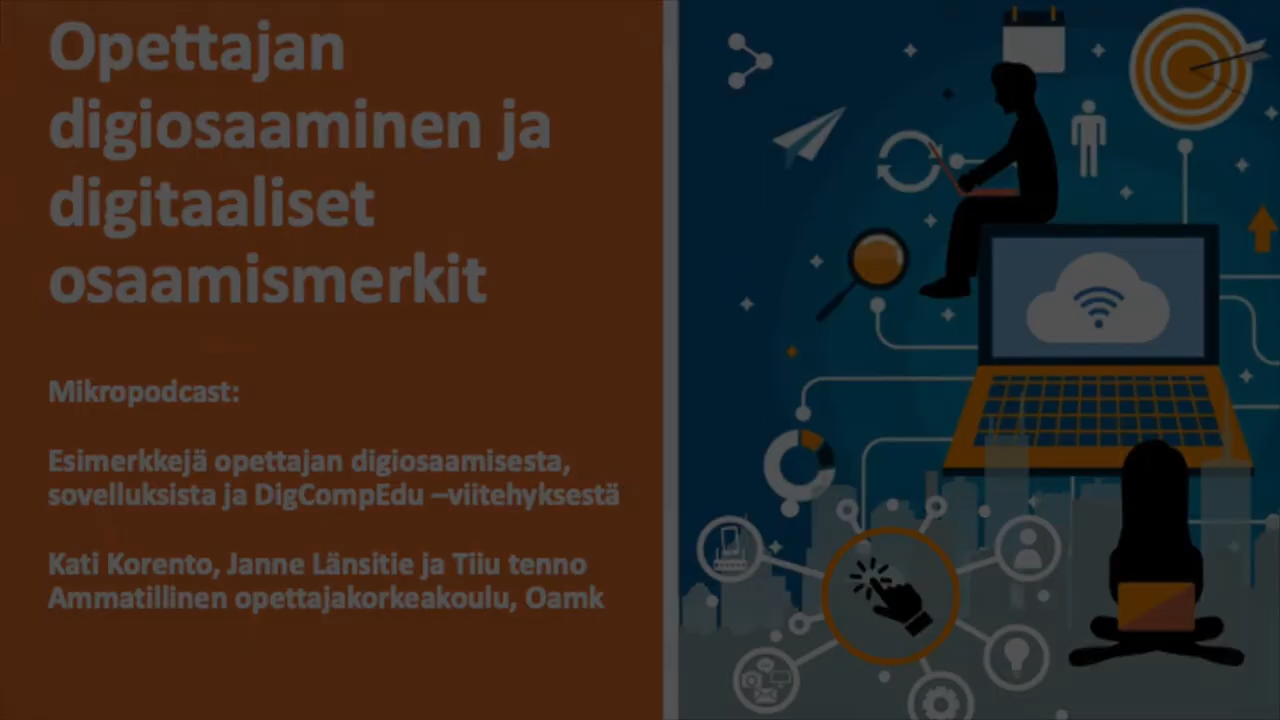 Opettajan
digiosaaminen ja
digitaaliset
osaamismerkit
Mikropodcast:
Esimerkkejä opettajan digiosaamisesta,
sovelluksista ja DigCompEdu –viitehyksestä
Kati Korento, Janne Länsitie ja Tiiu tenno
Ammatillinen opettajakorkeakoulu, Oamk